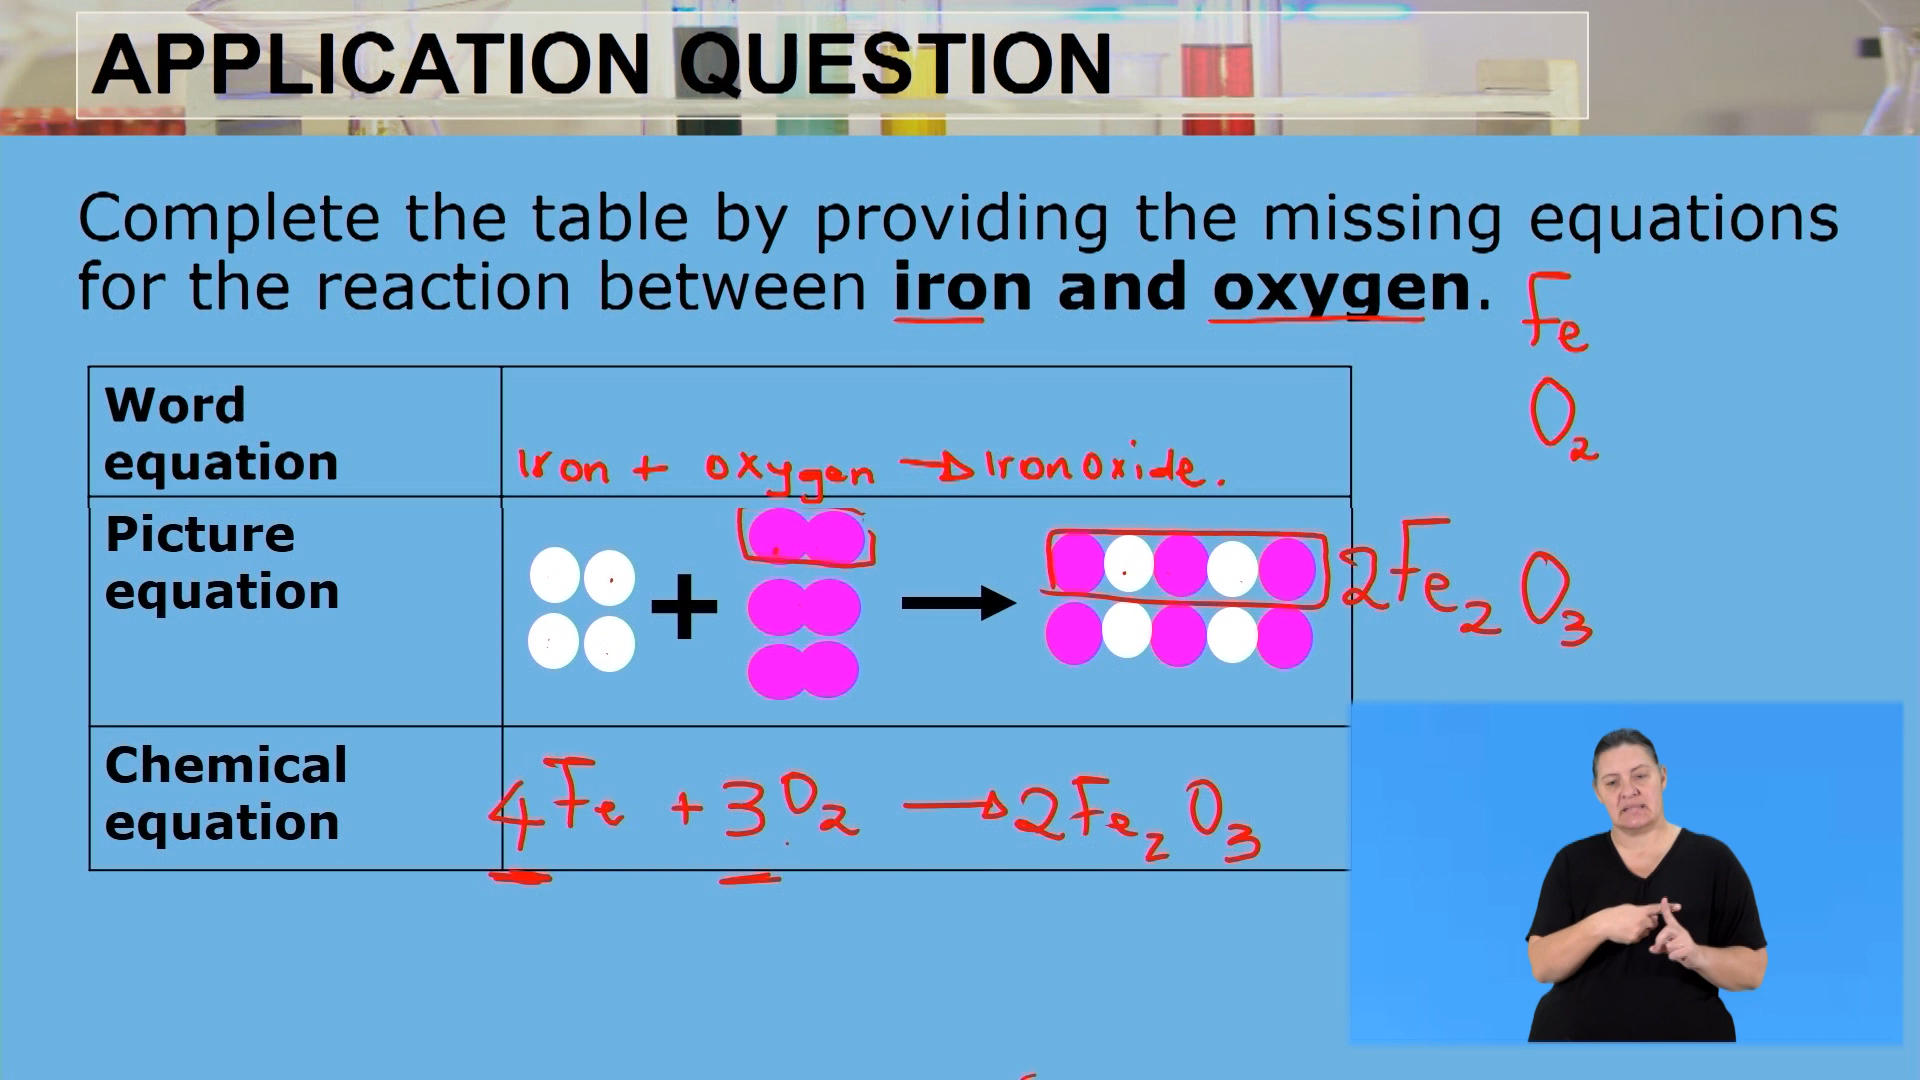 APPLICATION QUESTION
Complete the table by providing the missing equations
for the reaction between iron and oxygen.
Fe
O₂
Word
equation
Iron + oxygen → Iron Oxide.
Picture
equation
+ →
2Fe₂O₃
Chemical
equation
4Fe + 3O₂ → 2Fe₂O₃